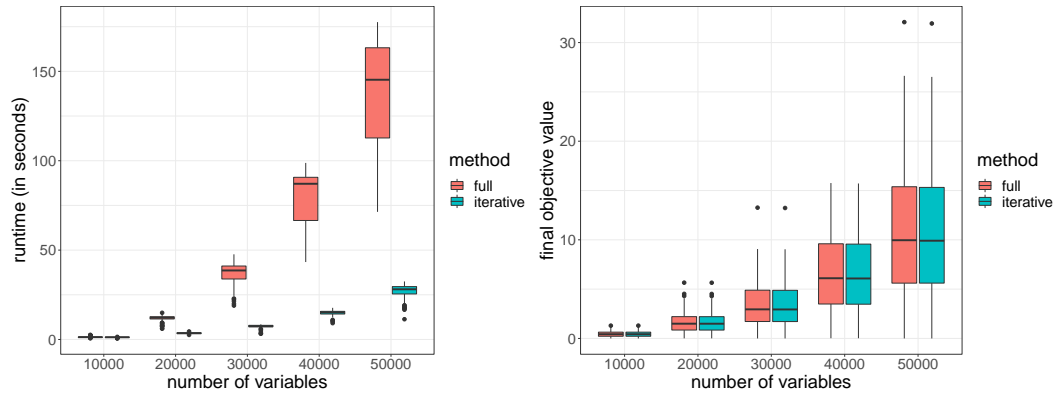 runtime (in seconds)
150
100
50
0
10000 20000 30000 40000 50000
number of variables
method
full
iterative
final objective value
30
20
10
0
10000 20000 30000 40000 50000
number of variables
method
full
iterative